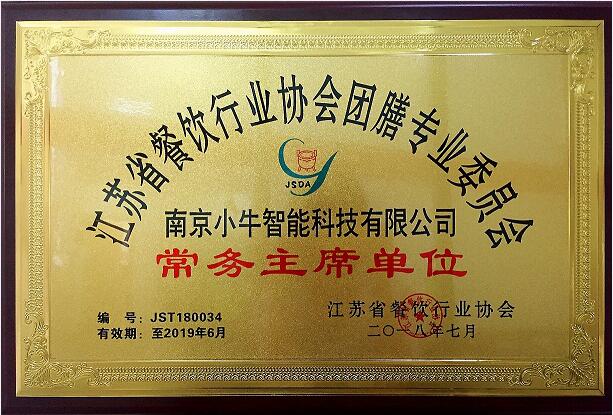 江苏省餐饮行业协会团膳专业委员会
JSDA
南京小牛智能科技有限公司
常务主席单位
编 号：JST180034
有效期：至2019年6月
江苏省餐饮行业协会
二〇一八年七月